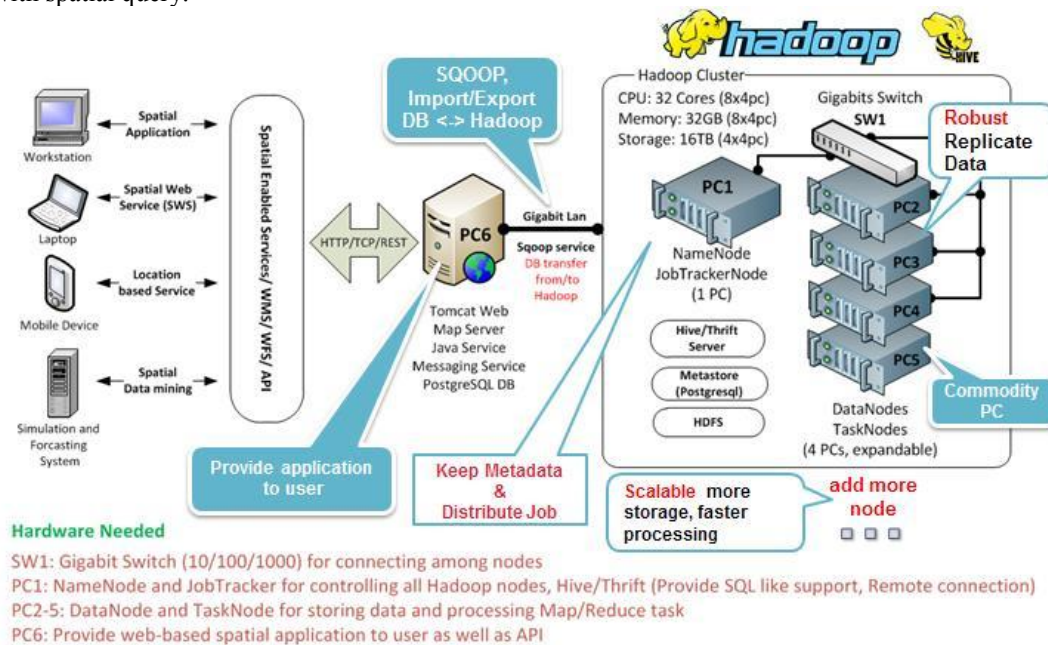 with spatial query.
hadoop
HIVE
SQOOP,
Import/Export
DB <-> Hadoop
Hadoop Cluster
CPU: 32 Cores (8x4pc)
Memory: 32GB (8x4pc)
Storage: 16TB (4x4pc)
Gigabits Switch
SW1
Robust
Replicate
Data
Workstation
Spatial
Application
Laptop
Spatial Web
Service (SWS)
Mobile Device
Location
based Service
Simulation and
Forcasting
System
Spatial
Data mining
Spatial Enabled Services/ WMS/ WFS/ API
HTTP/TCP/REST
PC6
Gigabit Lan
Sqoop service
DB transfer
from/to
Hadoop
Tomcat Web
Map Server
Java Service
Messaging Service
PostgreSQL DB
PC1
NameNode
JobTrackerNode
(1 PC)
Hive/Thrift
Server
Metastore
(Postgresql)
HDFS
PC2
PC3
PC4
PC5
DataNodes
TaskNodes
(4 PCs, expandable)
Commodity
PC
Provide application
to user
Keep Metadata
&
Distribute Job
Scalable more
storage, faster
processing
add more
node
Hardware Needed
SW1: Gigabit Switch (10/100/1000) for connecting among nodes
PC1: NameNode and JobTracker for controlling all Hadoop nodes, Hive/Thrift (Provide SQL like support, Remote connection)
PC2-5: DataNode and TaskNode for storing data and processing Map/Reduce task
PC6: Provide web-based spatial application to user as well as API